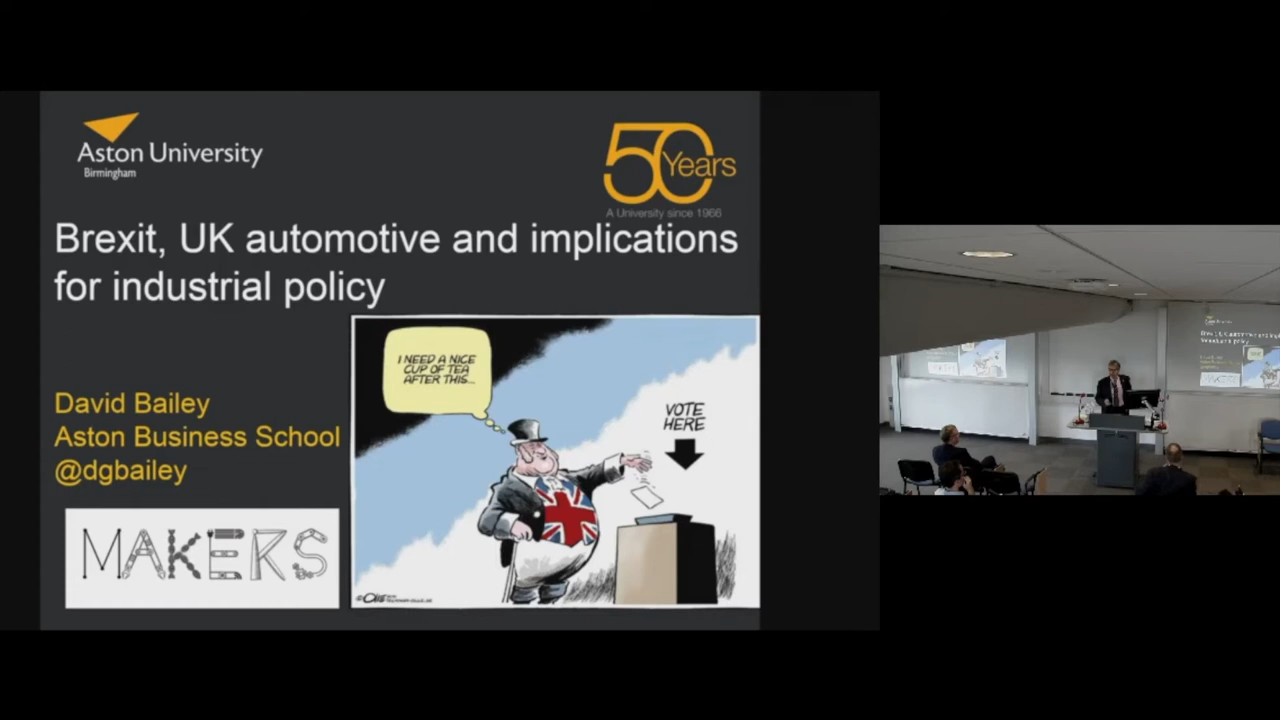 Aston University
Birmingham
50
Years
A University since 1966
Brexit, UK automotive and implications
for industrial policy
I NEED A NICE
CUP OF TEA
AFTER THIS...
VOTE
HERE
David Bailey
Aston Business School
@dgbailey
MAKERS